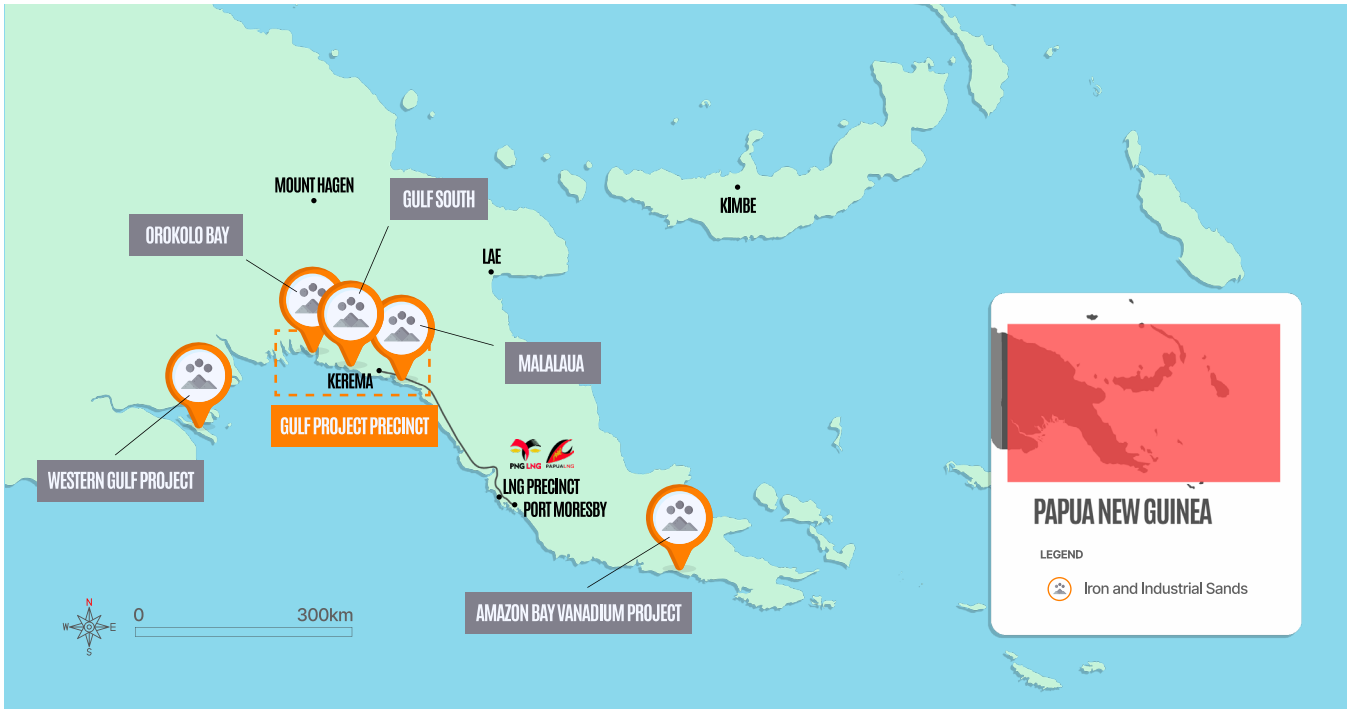 MOUNT HAGEN
GULF SOUTH
KIMBE
OROKOLO BAY
LAE
MALALAUA
KEREMA
GULF PROJECT PRECINCT
WESTERN GULF PROJECT
PNG LNG
PAPUA LNG
LNG PRECINCT
PORT MORESBY
AMAZON BAY VANADIUM PROJECT
N
W
E
S
0
300km
PAPUA NEW GUINEA
LEGEND
Iron and Industrial Sands